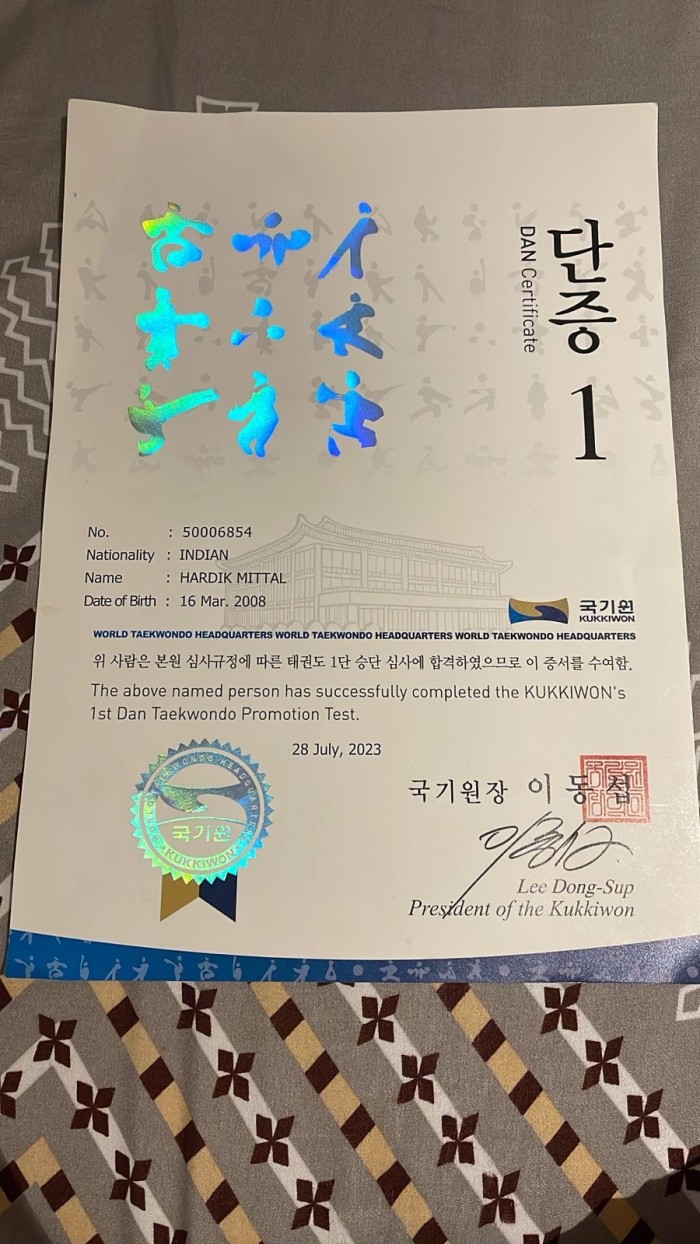 단증 1
DAN Certificate
No. : 50006854
Nationality : INDIAN
Name : HARDIK MITTAL
Date of Birth : 16 Mar. 2008
국기원
KUKKIWON
WORLD TAEKWONDO HEADQUARTERS WORLD TAEKWONDO HEADQUARTERS WORLD TAEKWONDO HEADQUARTERS
위 사람은 본원 심사규정에 따른 태권도 1단 승단 심사에 합격하였으므로 이 증서를 수여함.
The above named person has successfully completed the KUKKIWON's
1st Dan Taekwondo Promotion Test.
28 July, 2023
WORLD TAEKWONDO HEADQUARTERS
국기원
KUKKIWON
국기원장 이동섭
Lee Dong-Sup
President of the Kukkiwon